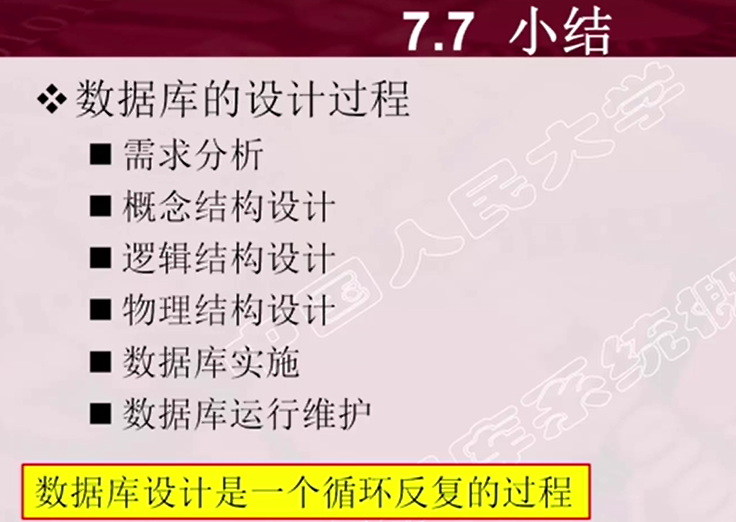 7.7 小结
❖数据库的设计过程
■需求分析
■概念结构设计
■逻辑结构设计
■物理结构设计
■数据库实施
■数据库运行维护
数据库设计是一个循环反复的过程
中国人民大学
库系统概